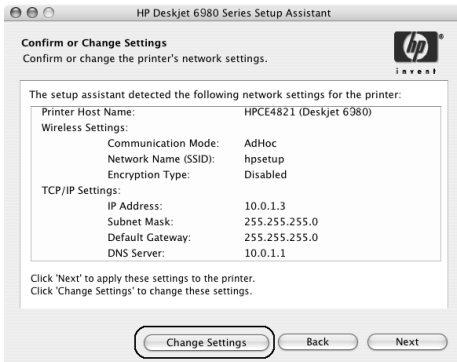 HP Deskjet 6980 Series Setup Assistant
Confirm or Change Settings
Confirm or change the printer's network settings.
hp
invent
The setup assistant detected the following network settings for the printer:
Printer Host Name: HPCE4821 (Deskjet 6980)
Wireless Settings:
Communication Mode: AdHoc
Network Name (SSID): hpsetup
Encryption Type: Disabled
TCP/IP Settings:
IP Address: 10.0.1.3
Subnet Mask: 255.255.255.0
Default Gateway: 255.255.255.0
DNS Server: 10.0.1.1
Click 'Next' to apply these settings to the printer.
Click 'Change Settings' to change these settings.
Change Settings Back Next